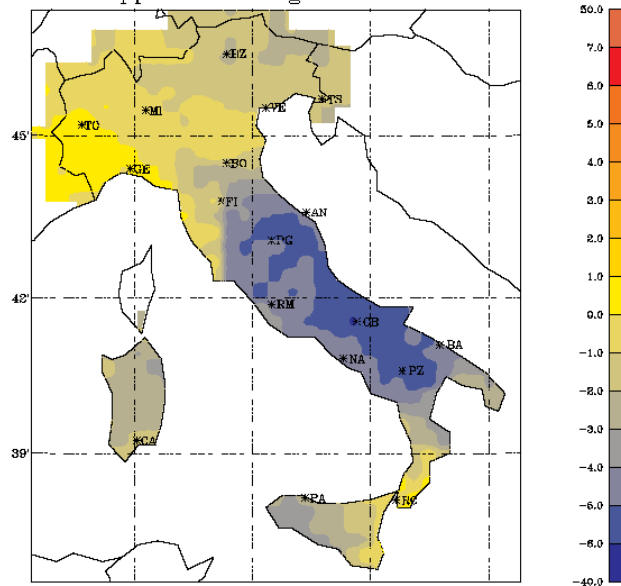 BZ
TS
MI
VE
TO
45'
GE
BO
FI
AN
PG
42'
RM
CB
NA
BA
PZ
39'
CA
PA
RC
50.0
7.0
5.0
4.0
3.0
2.0
1.0
0.0
-1.0
-2.0
-3.0
-4.0
-5.0
-6.0
-8.0
-40.0